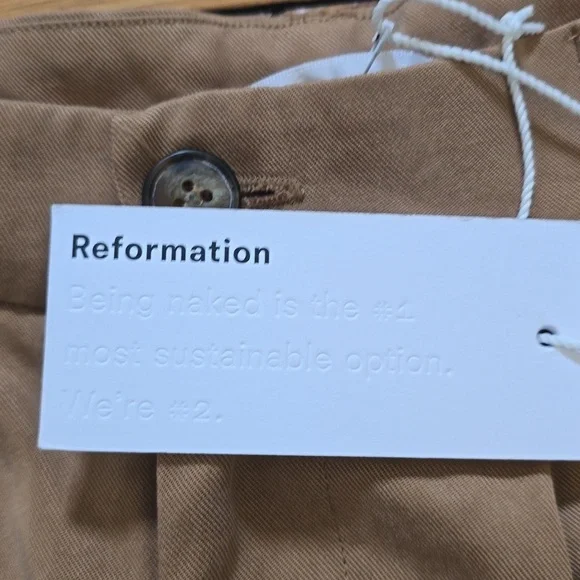 Reformation
Being naked is the #1
most sustainable option.
We're #2.